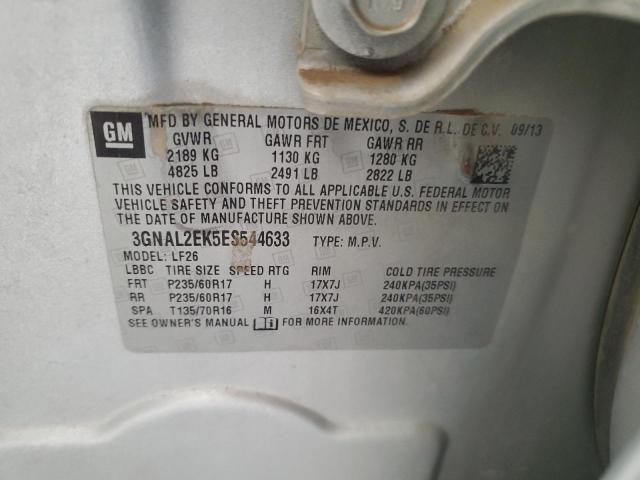 GM
MFD BY GENERAL MOTORS DE MEXICO, S. DE R.L. DE C.V. 09/13
GVWR GAWR FRT GAWR RR
2189 KG 1130 KG 1280 KG
4825 LB 2491 LB 2822 LB
THIS VEHICLE CONFORMS TO ALL APPLICABLE U.S. FEDERAL MOTOR
VEHICLE SAFETY AND THEFT PREVENTION STANDARDS IN EFFECT ON
THE DATE OF MANUFACTURE SHOWN ABOVE.
3GNAL2EK5ES544633 TYPE: M.P.V.
MODEL: LF26
LBBC TIRE SIZE SPEED RTG RIM COLD TIRE PRESSURE
FRT P235/60R17 H 17X7J 240KPA(35PSI)
RR P235/60R17 H 17X7J 240KPA(35PSI)
SPA T135/70R16 M 16X4T 420KPA(60PSI)
SEE OWNER'S MANUAL FOR MORE INFORMATION.